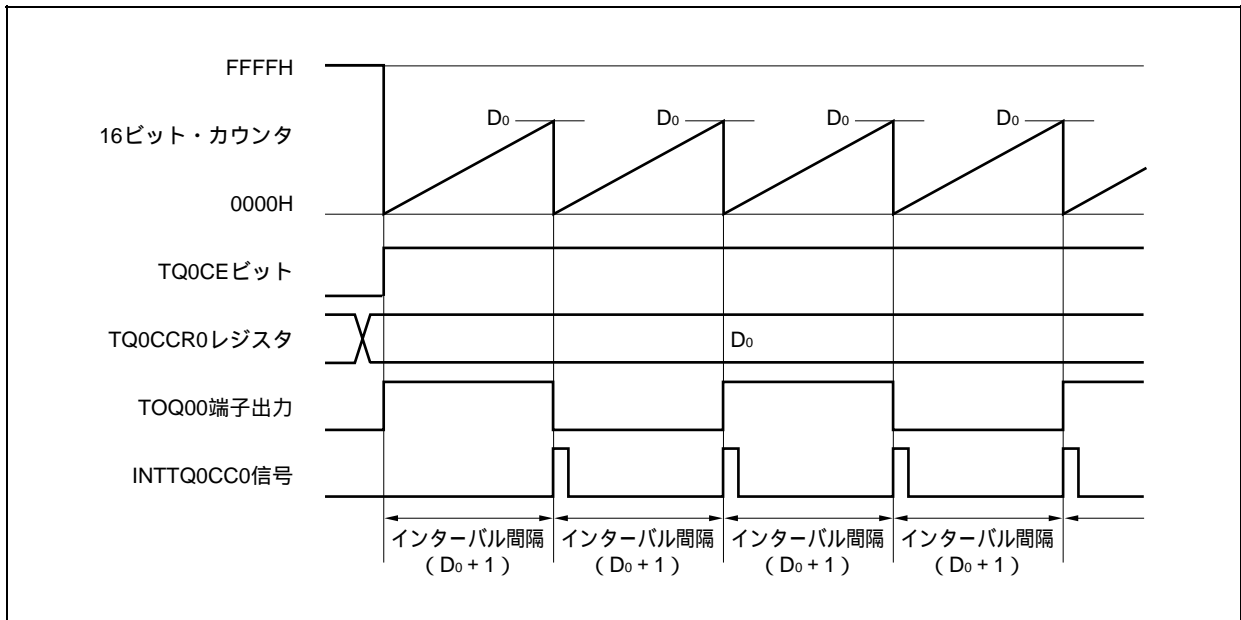 FFFFH
D0 D0 D0 D0
16ビット・カウンタ
0000H
TQ0CEビット
TQ0CCR0レジスタ D0
TOQ00端子出力
INTTQ0CC0信号
インターバル間隔 インターバル間隔 インターバル間隔 インターバル間隔
(D0+1) (D0+1) (D0+1) (D0+1)